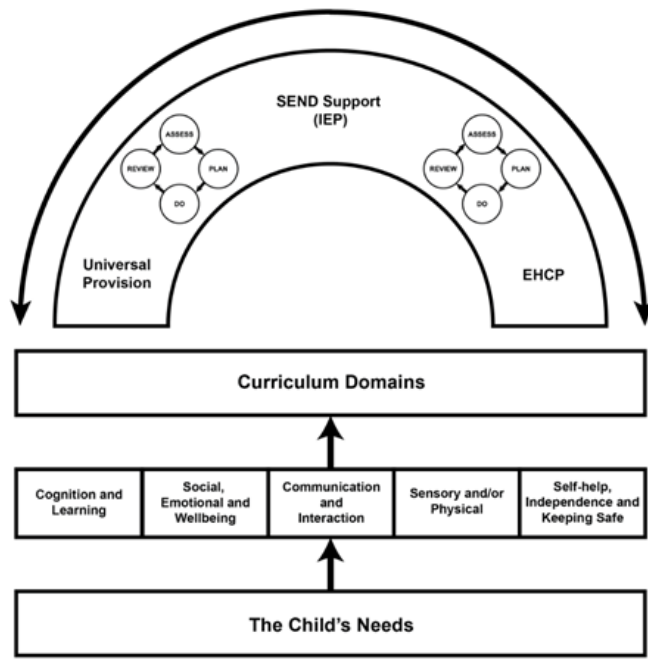 SEND Support
(IEP)
ASSESS
REVIEW
PLAN
DO
ASSESS
REVIEW
PLAN
DO
Universal
Provision
EHCP
Curriculum Domains
Cognition and
Learning
Social,
Emotional and
Wellbeing
Communication
and
Interaction
Sensory and/or
Physical
Self-help,
Independence and
Keeping Safe
The Child’s Needs